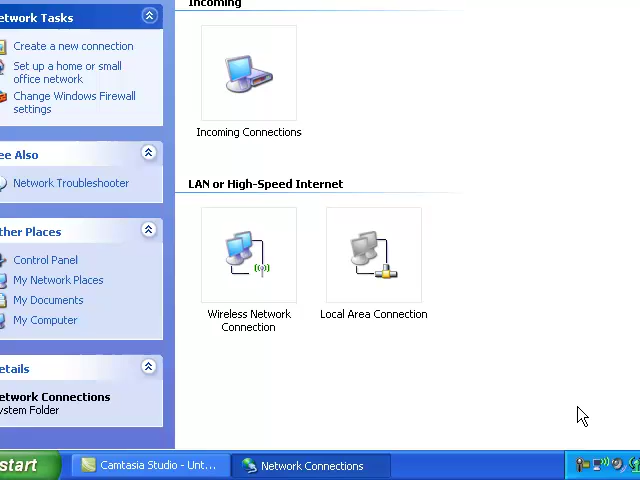 etwork Tasks
Create a new connection
Set up a home or small
office network
Change Windows Firewall
settings
ee Also
Network Troubleshooter
ther Places
Control Panel
My Network Places
My Documents
My Computer
etails
etwork Connections
ystem Folder
Incoming
Incoming Connections
LAN or High-Speed Internet
Wireless Network
Connection
Local Area Connection
start
Camtasia Studio - Unt...
Network Connections